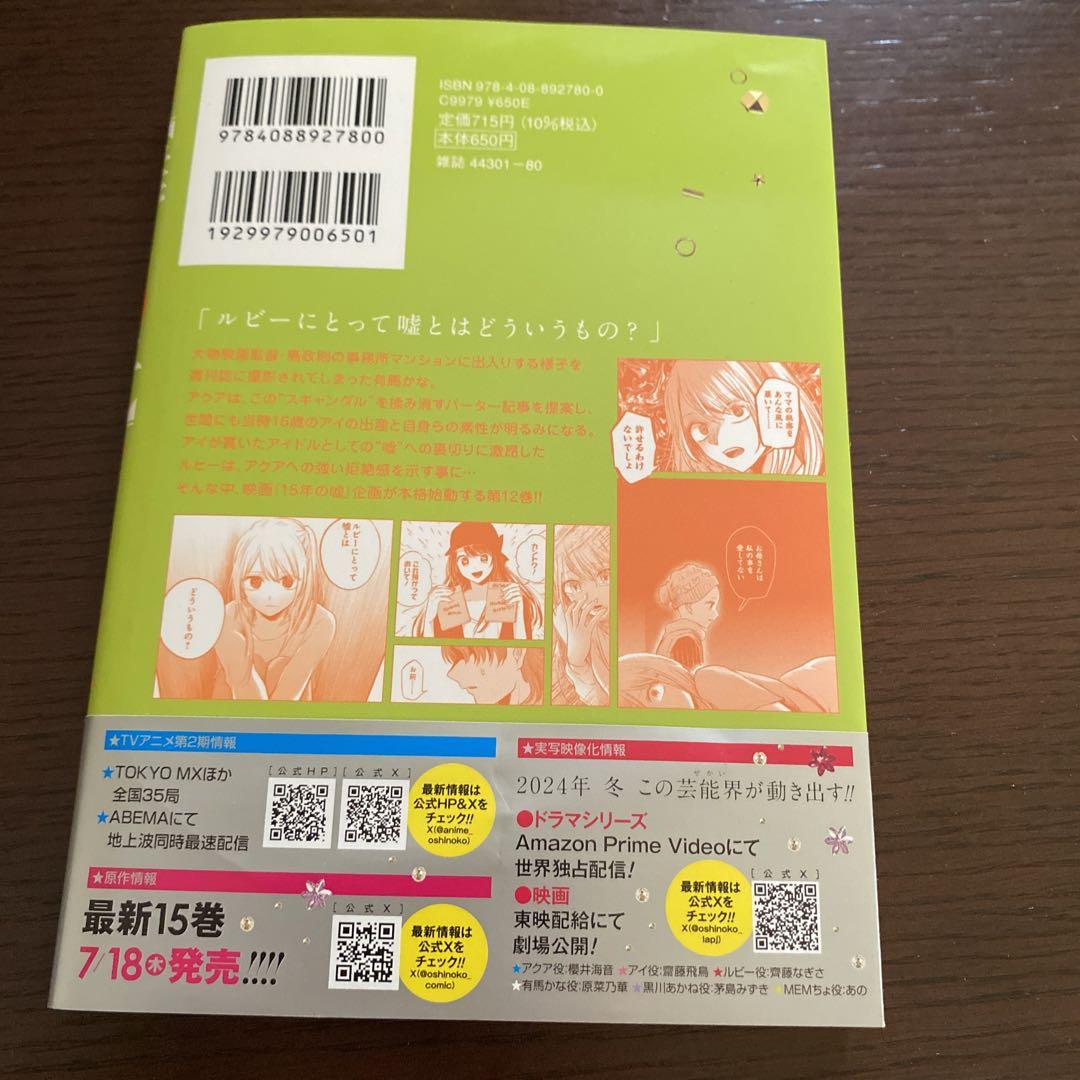 9784088927800
ISBN 978-4-08-892780-0
C9979 ¥650E
定価715円(10%税込)
本体650円
雑誌 44301-80
1929979006501
「ルビーにとって嘘とはどういうもの?」
大物映画監督・島政則の事務所マンションに出入りする様子を
週刊誌に撮影されてしまった有馬かな。
アクアは、この“スキャンダル”を揉み消すバーター記事を提案し、
世間にも当時16歳のアイの出産と自身らの素性が明るみになる。
アイが貫いたアイドルとしての“嘘”への裏切りに激昂した
ルビーは、アクアへの強い拒絶感を示す事に…
そんな中、映画「15年の嘘」企画が本格始動する第12巻!!
ママの秘密を
あんな風に
暴いて――
許せるわけ
ないでしょ
ルビーにとって
嘘とは
どういうもの?
カントク!
これ預かって
おいて!
お前――
お母さんは
私の事を
愛してない
★TVアニメ第2期情報
★TOKYO MXほか
全国35局
★ABEMAにて
地上波同時最速配信
[公式HP]
[公式X]
最新情報は
公式HP&Xを
チェック!!
X(@anime_
oshinoko)
★原作情報
最新15巻
7/18㊍発売!!!!
[公式X]
最新情報は
公式Xを
チェック!!
X(@oshinoko_
comic)
★実写映像化情報
2024年 冬 この芸能界が動き出す!!
せかい
●ドラマシリーズ
Amazon Prime Videoにて
世界独占配信!
●映画
東映配給にて
劇場公開!
最新情報は
公式Xを
チェック!!
X(@oshinoko_
lapj)
[公式X]
★アクア役:櫻井海音 ★アイ役:齋藤飛鳥 ★ルビー役:齊藤なぎさ
★有馬かな役:原菜乃華 ★黒川あかね役:茅島みずき ★MEMちょ役:あの